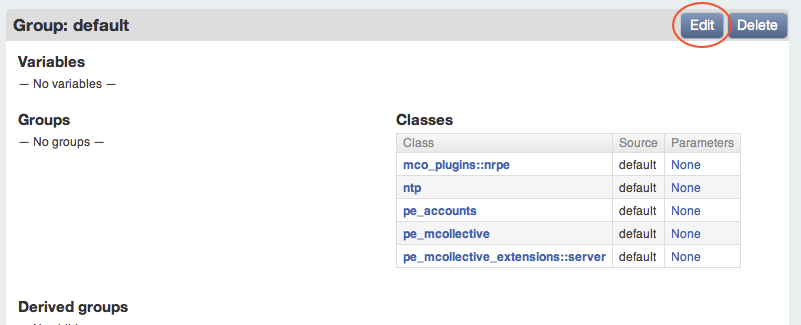 Group: default
Edit
Delete
Variables
— No variables —
Groups
— No groups —
Classes
Class Source Parameters
mco_plugins::nrpe default None
ntp default None
pe_accounts default None
pe_mcollective default None
pe_mcollective_extensions::server default None
Derived groups